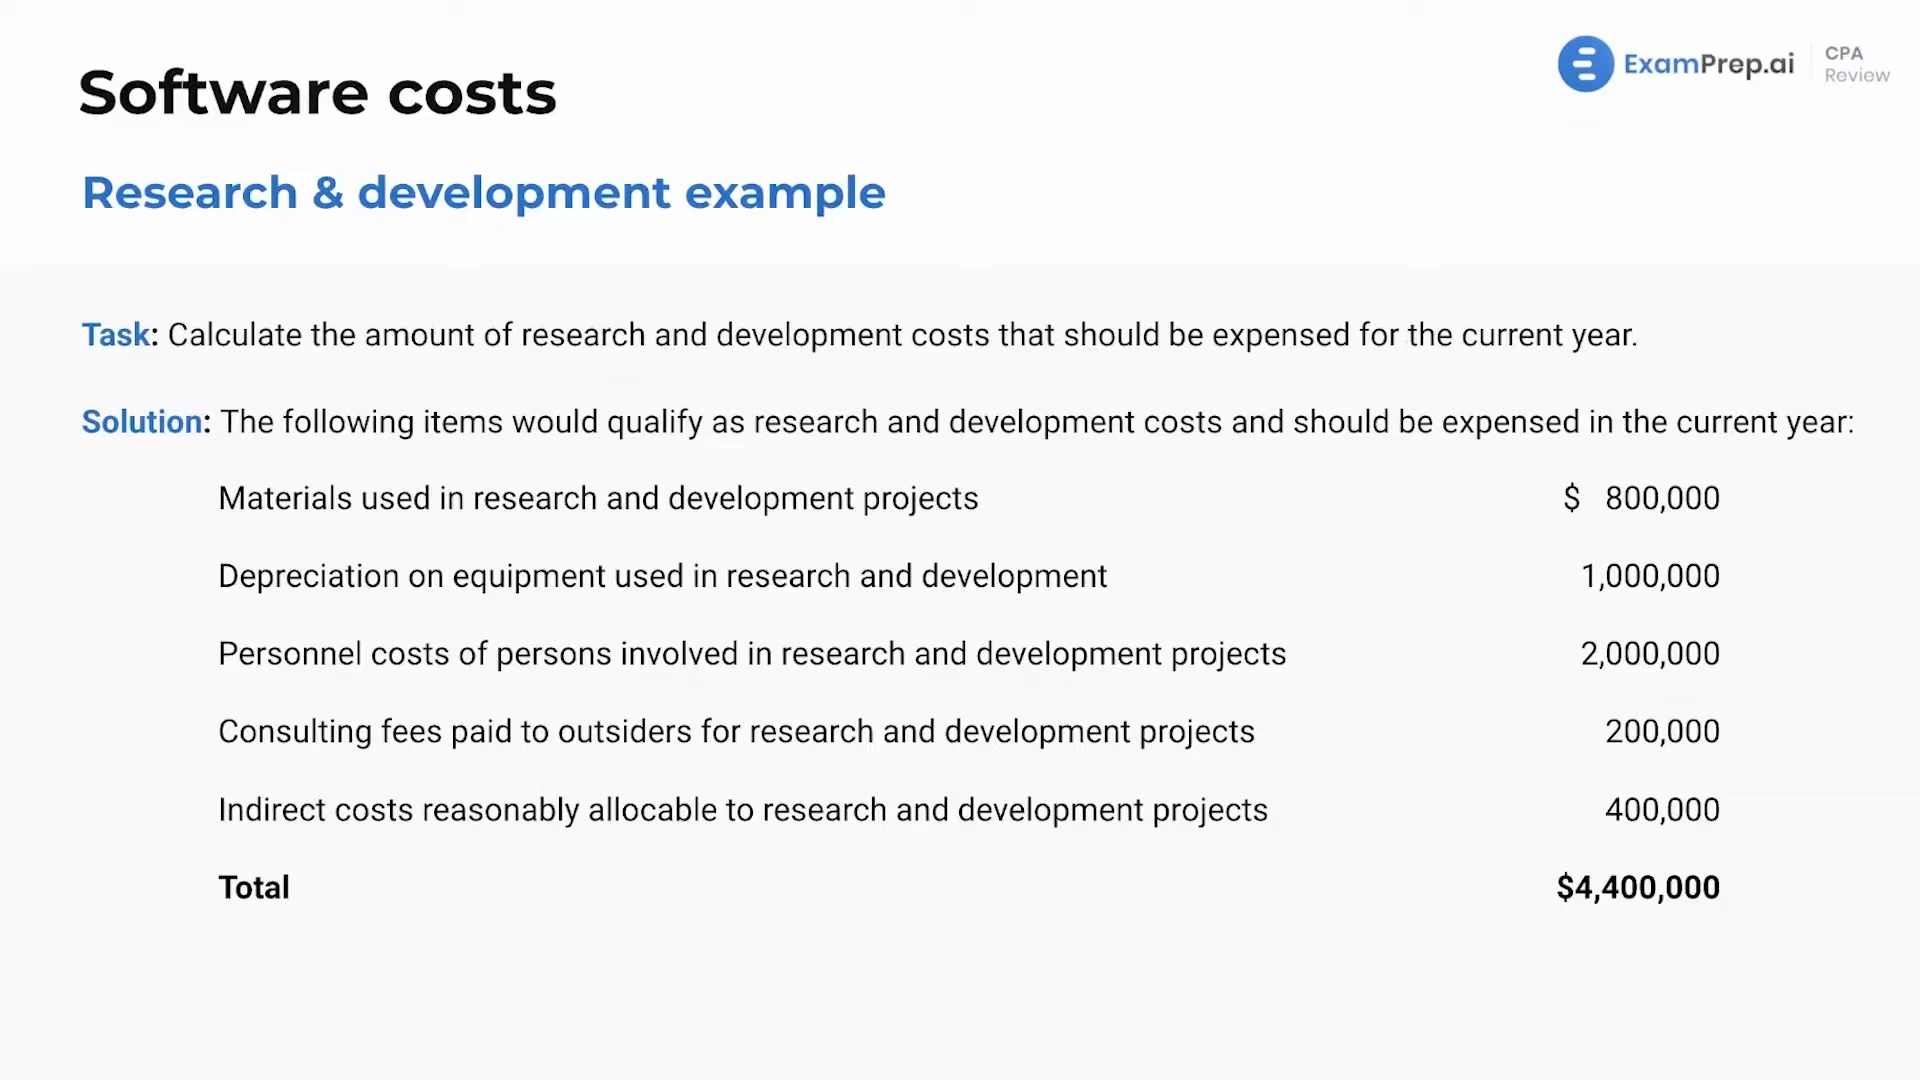 Software costs
ExamPrep.ai
CPA
Review
Research & development example
Task: Calculate the amount of research and development costs that should be expensed for the current year.
Solution: The following items would qualify as research and development costs and should be expensed in the current year:
Materials used in research and development projects $ 800,000
Depreciation on equipment used in research and development 1,000,000
Personnel costs of persons involved in research and development projects 2,000,000
Consulting fees paid to outsiders for research and development projects 200,000
Indirect costs reasonably allocable to research and development projects 400,000
Total $4,400,000